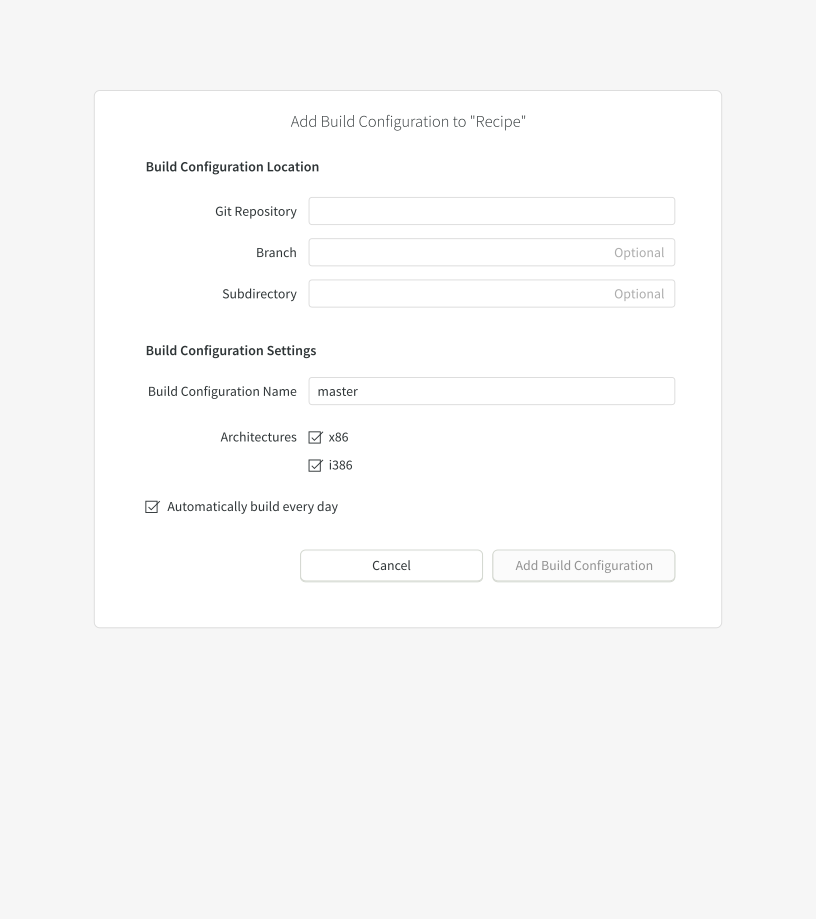 Add Build Configuration to "Recipe"
Build Configuration Location
Git Repository
Branch Optional
Subdirectory Optional
Build Configuration Settings
Build Configuration Name master
Architectures x86
i386
Automatically build every day
Cancel Add Build Configuration